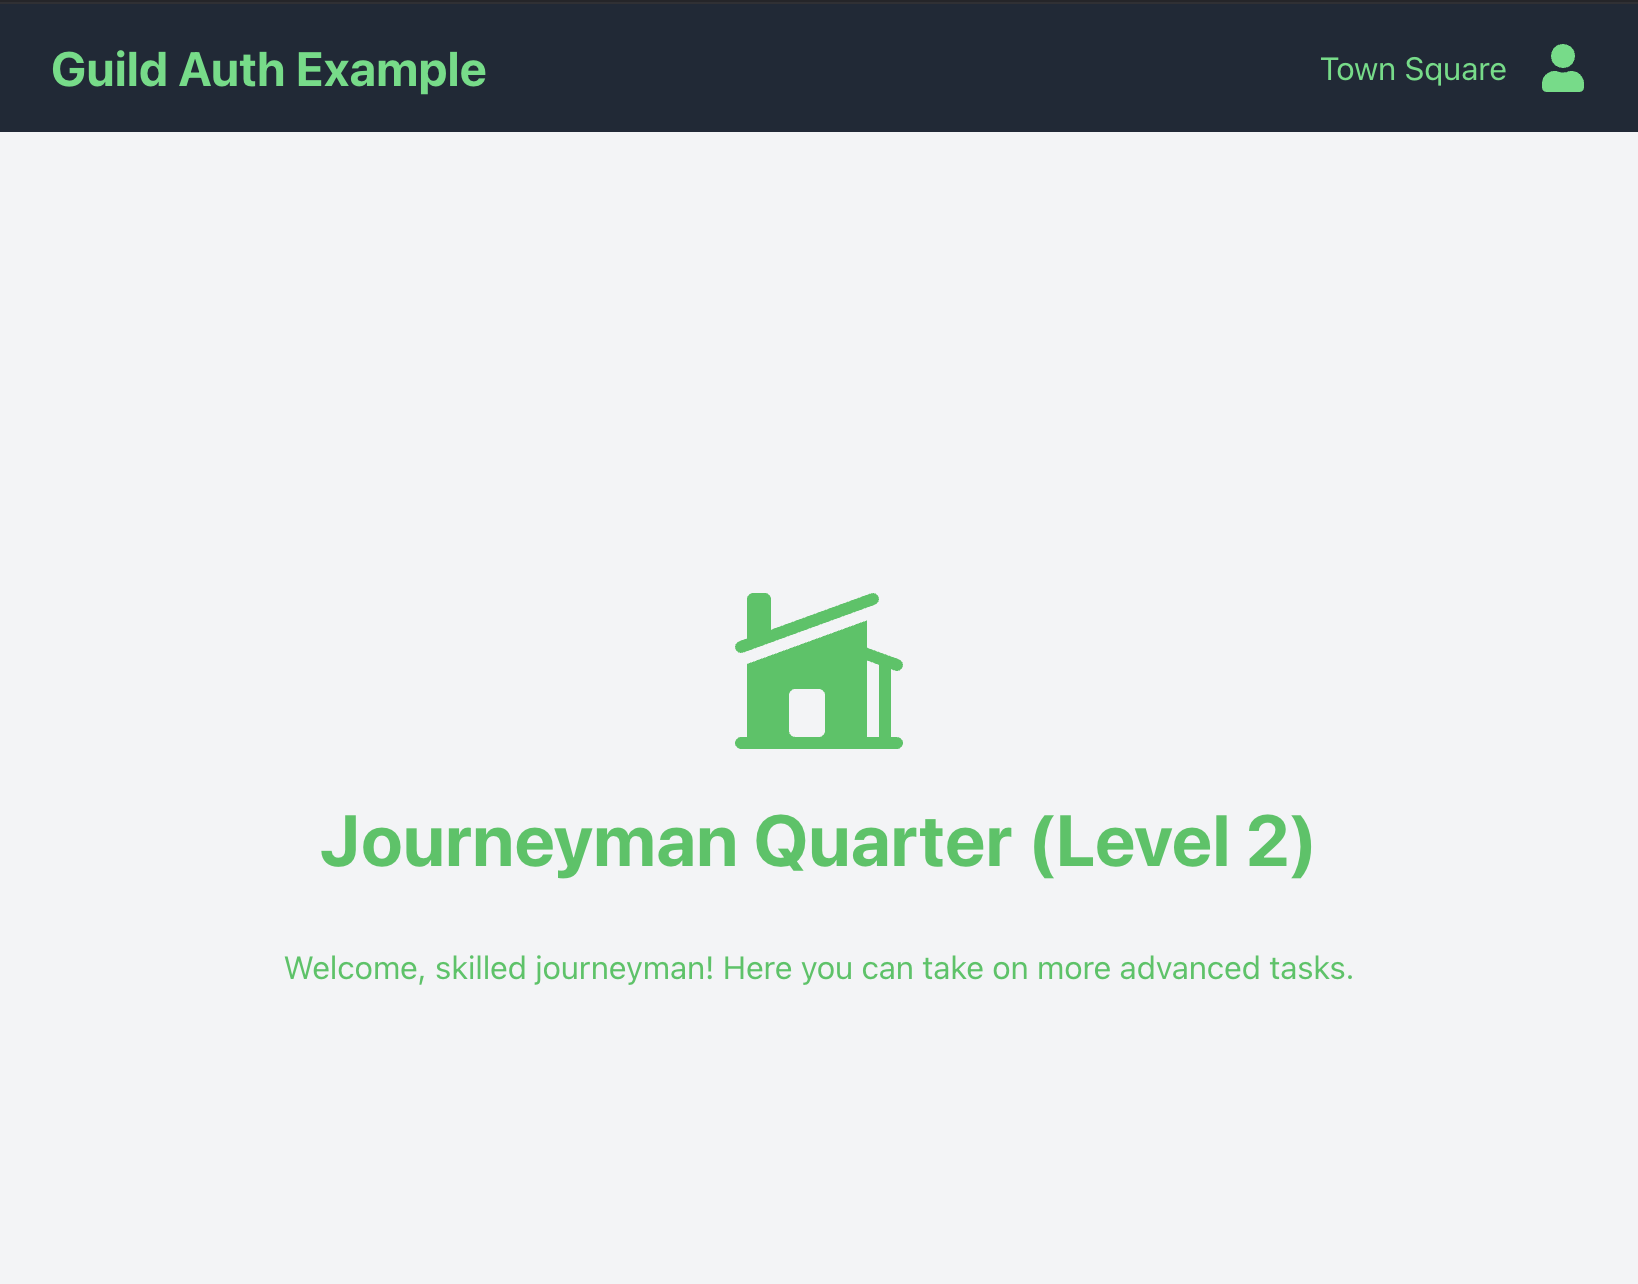 Guild Auth Example
Town Square
Journeyman Quarter (Level 2)
Welcome, skilled journeyman! Here you can take on more advanced tasks.